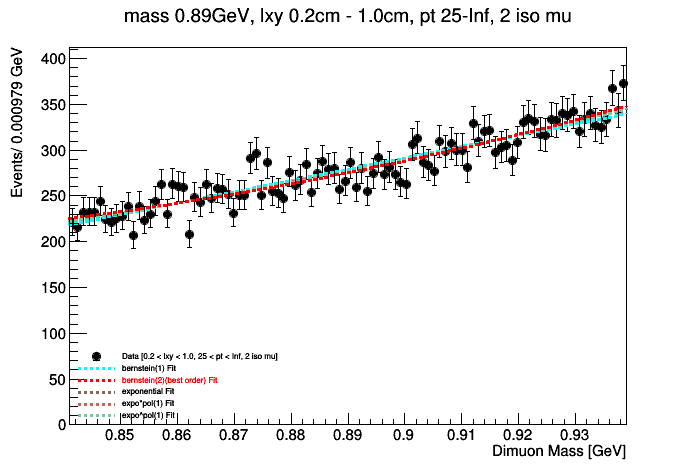 mass 0.89GeV, lxy 0.2cm - 1.0cm, pt 25-Inf, 2 iso mu
Events/ 0.000979 GeV
400
350
300
250
200
150
100
50
0
Data [0.2 < lxy < 1.0, 25 < pt < Inf, 2 iso mu]
bernstein(1) Fit
bernstein(2)(best order) Fit
exponential Fit
expo*pol(1) Fit
expo^pol(1) Fit
0.85 0.86 0.87 0.88 0.89 0.9 0.91 0.92 0.93
Dimuon Mass [GeV]